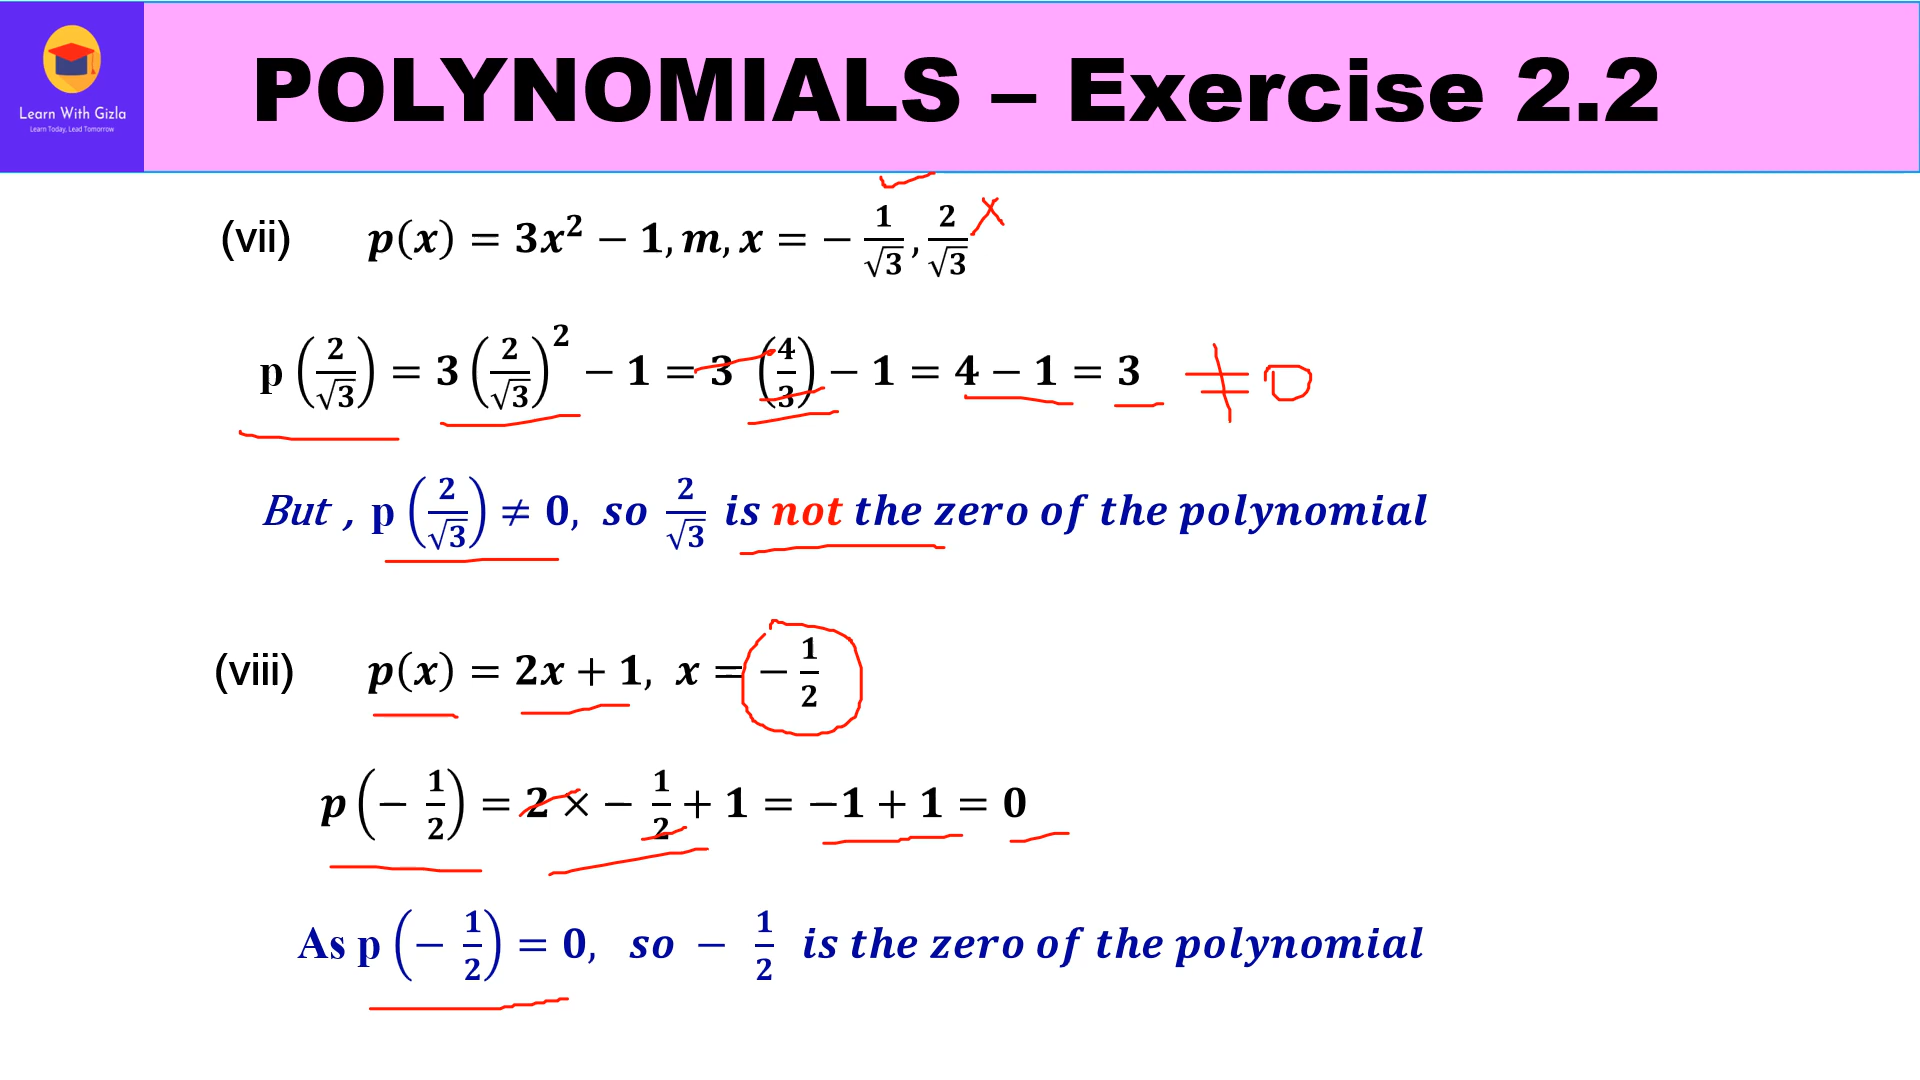 Learn With Gizla
Learn Today, Lead Tomorrow
POLYNOMIALS – Exercise 2.2
(vii) p(x) = 3x² − 1, m, x = − 1/√3 , 2/√3 X
p(2/√3) = 3(2/√3)² − 1 = 3 (4/3) − 1 = 4 − 1 = 3 ≠ 0
But , p(2/√3) ≠ 0, so 2/√3 is not the zero of the polynomial
(viii) p(x) = 2x + 1, x = − 1/2
p(− 1/2) = 2 × − 1/2 + 1 = −1 + 1 = 0
As p(− 1/2) = 0, so − 1/2 is the zero of the polynomial